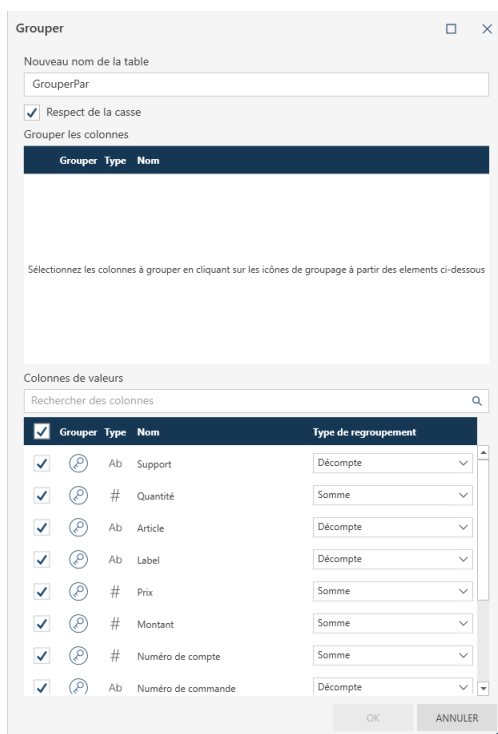 Grouper
Nouveau nom de la table
GrouperPar
Respect de la casse
Grouper les colonnes
Grouper Type Nom
Sélectionnez les colonnes à grouper en cliquant sur les icônes de groupage à partir des elements ci-dessous
Colonnes de valeurs
Rechercher des colonnes
Grouper Type Nom Type de regroupement
Ab Support Décompte
# Quantité Somme
Ab Article Décompte
Ab Label Décompte
# Prix Somme
# Montant Somme
# Numéro de compte Somme
Ab Numéro de commande Décompte
OK ANNULER